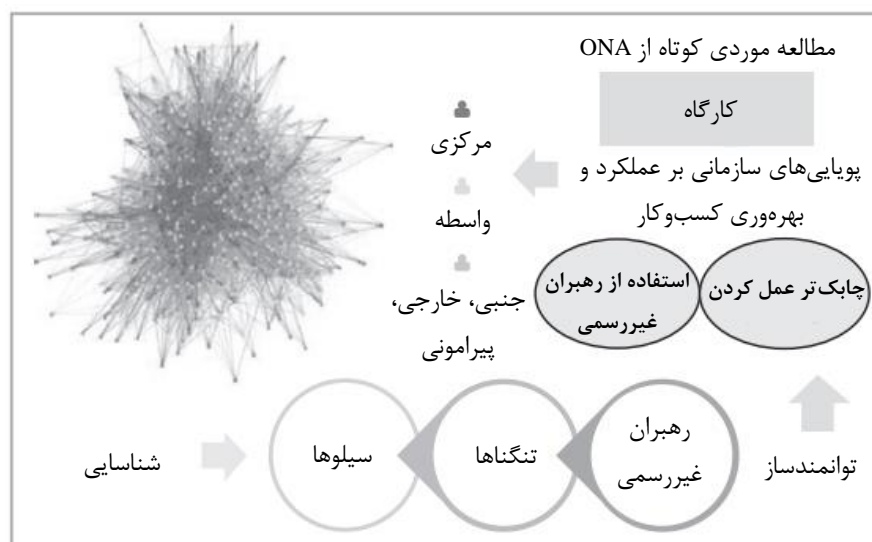 مطالعه موردی کوتاه از ONA
کارگاه
پویایی‌های سازمانی بر عملکرد و
بهره‌وری کسب‌وکار
چابک‌تر عمل کردن
استفاده از رهبران
غیررسمی
مرکزی
واسطه
جنبی، خارجی،
پیرامونی
توانمندساز
رهبران
غیررسمی
تنگناها
سیلوها
شناسایی